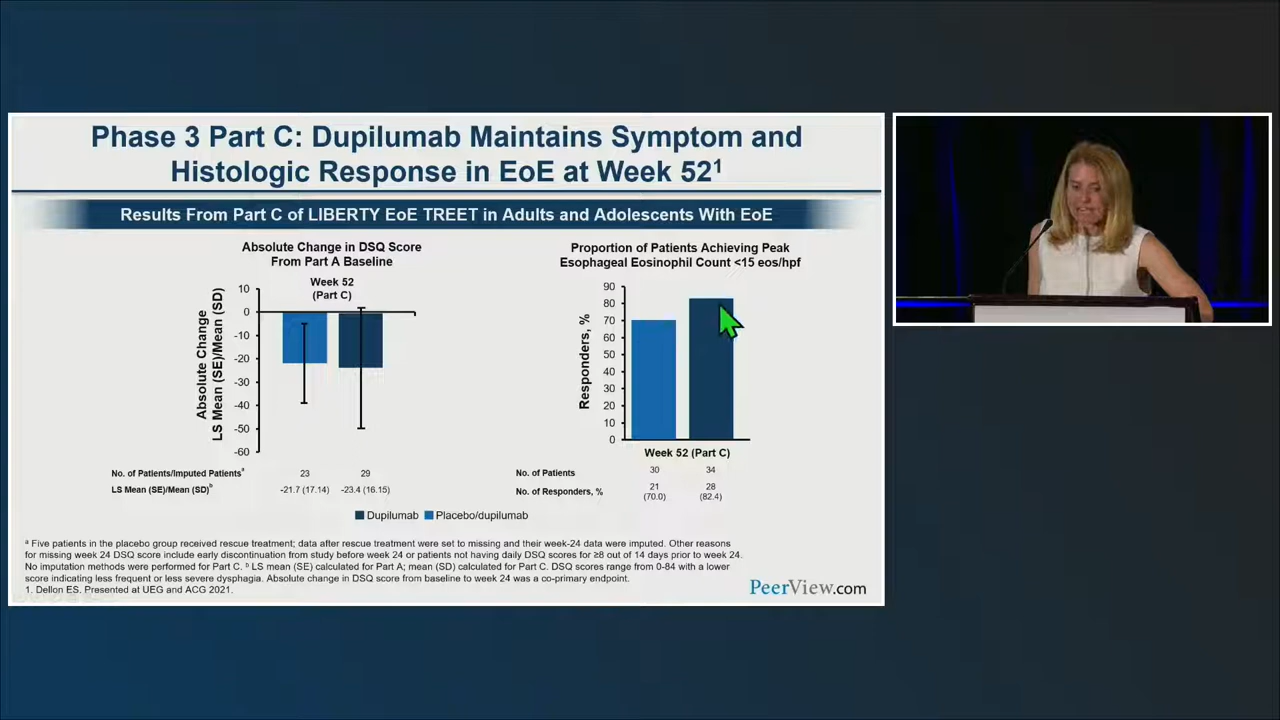 Phase 3 Part C: Dupilumab Maintains Symptom and
Histologic Response in EoE at Week 52¹
Results From Part C of LIBERTY EoE TREET in Adults and Adolescents With EoE
Absolute Change in DSQ Score
From Part A Baseline
Week 52
(Part C)
Absolute Change
LS Mean (SE)/Mean (SD)
10
0
-10
-20
-30
-40
-50
-60
No. of Patients/Imputed Patientsᵃ
23
29
LS Mean (SE)/Mean (SD)ᵇ
-21.7 (17.14)
-23.4 (16.15)
Proportion of Patients Achieving Peak
Esophageal Eosinophil Count <15 eos/hpf
Responders, %
90
80
70
60
50
40
30
20
10
0
Week 52 (Part C)
No. of Patients
30
34
No. of Responders, %
21
(70.0)
28
(82.4)
Dupilumab
Placebo/dupilumab
ᵃ Five patients in the placebo group received rescue treatment; data after rescue treatment were set to missing and their week-24 data were imputed. Other reasons
for missing week 24 DSQ score include early discontinuation from study before week 24 or patients not having daily DSQ scores for ≥8 out of 14 days prior to week 24.
No imputation methods were performed for Part C. ᵇ LS mean (SE) calculated for Part A; mean (SD) calculated for Part C. DSQ scores range from 0-84 with a lower
score indicating less frequent or less severe dysphagia. Absolute change in DSQ score from baseline to week 24 was a co-primary endpoint.
1. Dellon ES. Presented at UEG and ACG 2021.
PeerView.com